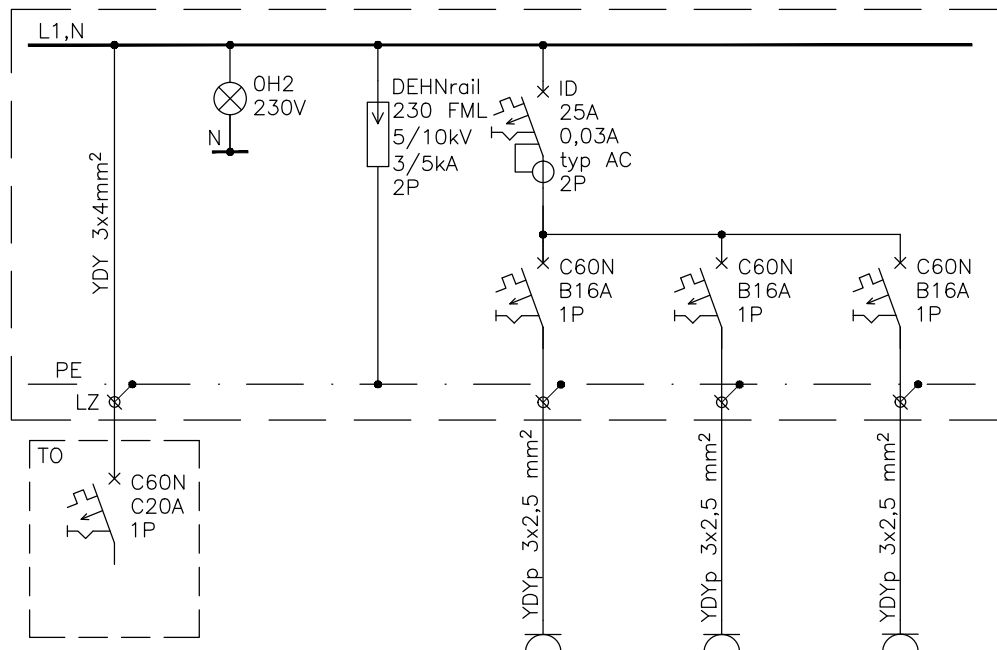 L1,N
0H2
230V
N
DEHNrail
230 FML
5/10kV
3/5kA
2P
ID
25A
0,03A
typ AC
2P
YDY 3x4mm²
C60N
B16A
1P
C60N
B16A
1P
C60N
B16A
1P
PE
LZ
TO
C60N
C20A
1P
YDYp 3x2,5 mm²
YDYp 3x2,5 mm²
YDYp 3x2,5 mm²